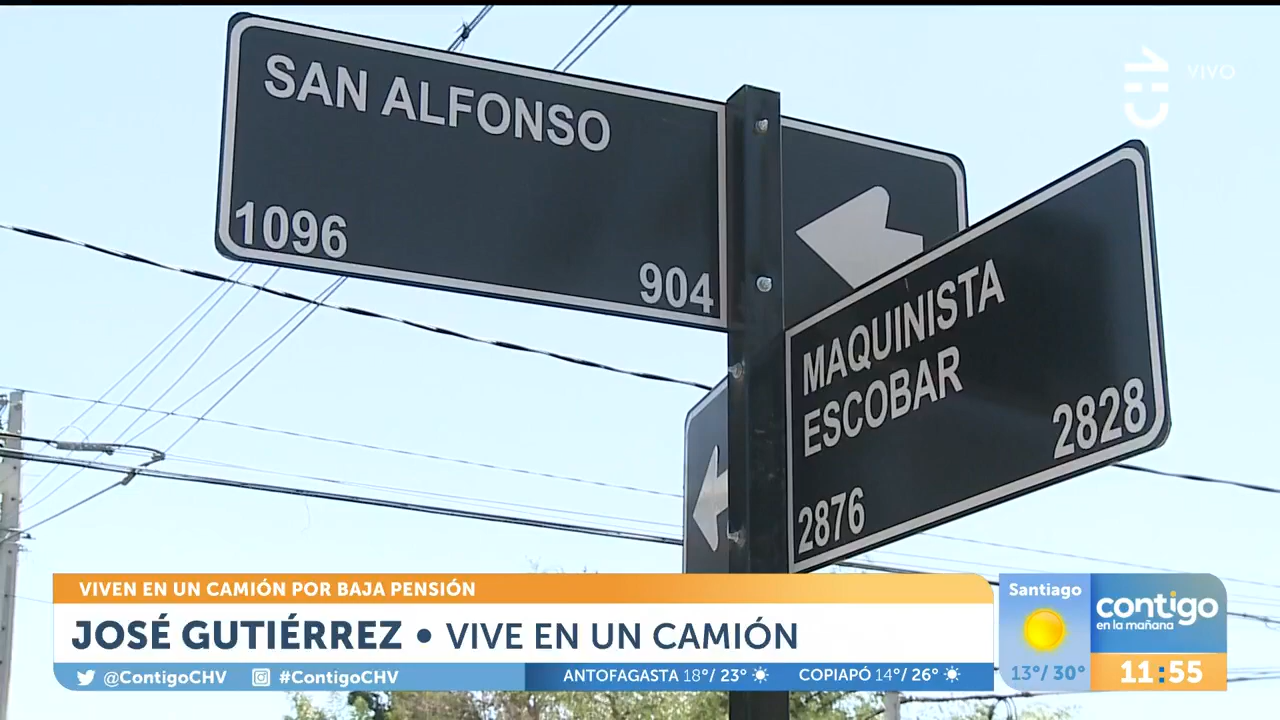 SAN ALFONSO
1096
904
CHV VIVO
MAQUINISTA
ESCOBAR
2828
2876
VIVEN EN UN CAMIÓN POR BAJA PENSIÓN
JOSÉ GUTIÉRREZ • VIVE EN UN CAMIÓN
@ContigoCHV #ContigoCHV ANTOFAGASTA 18°/ 23° COPIAPÓ 14°/ 26°
Santiago
13°/ 30°
contigo
en la mañana
11:55